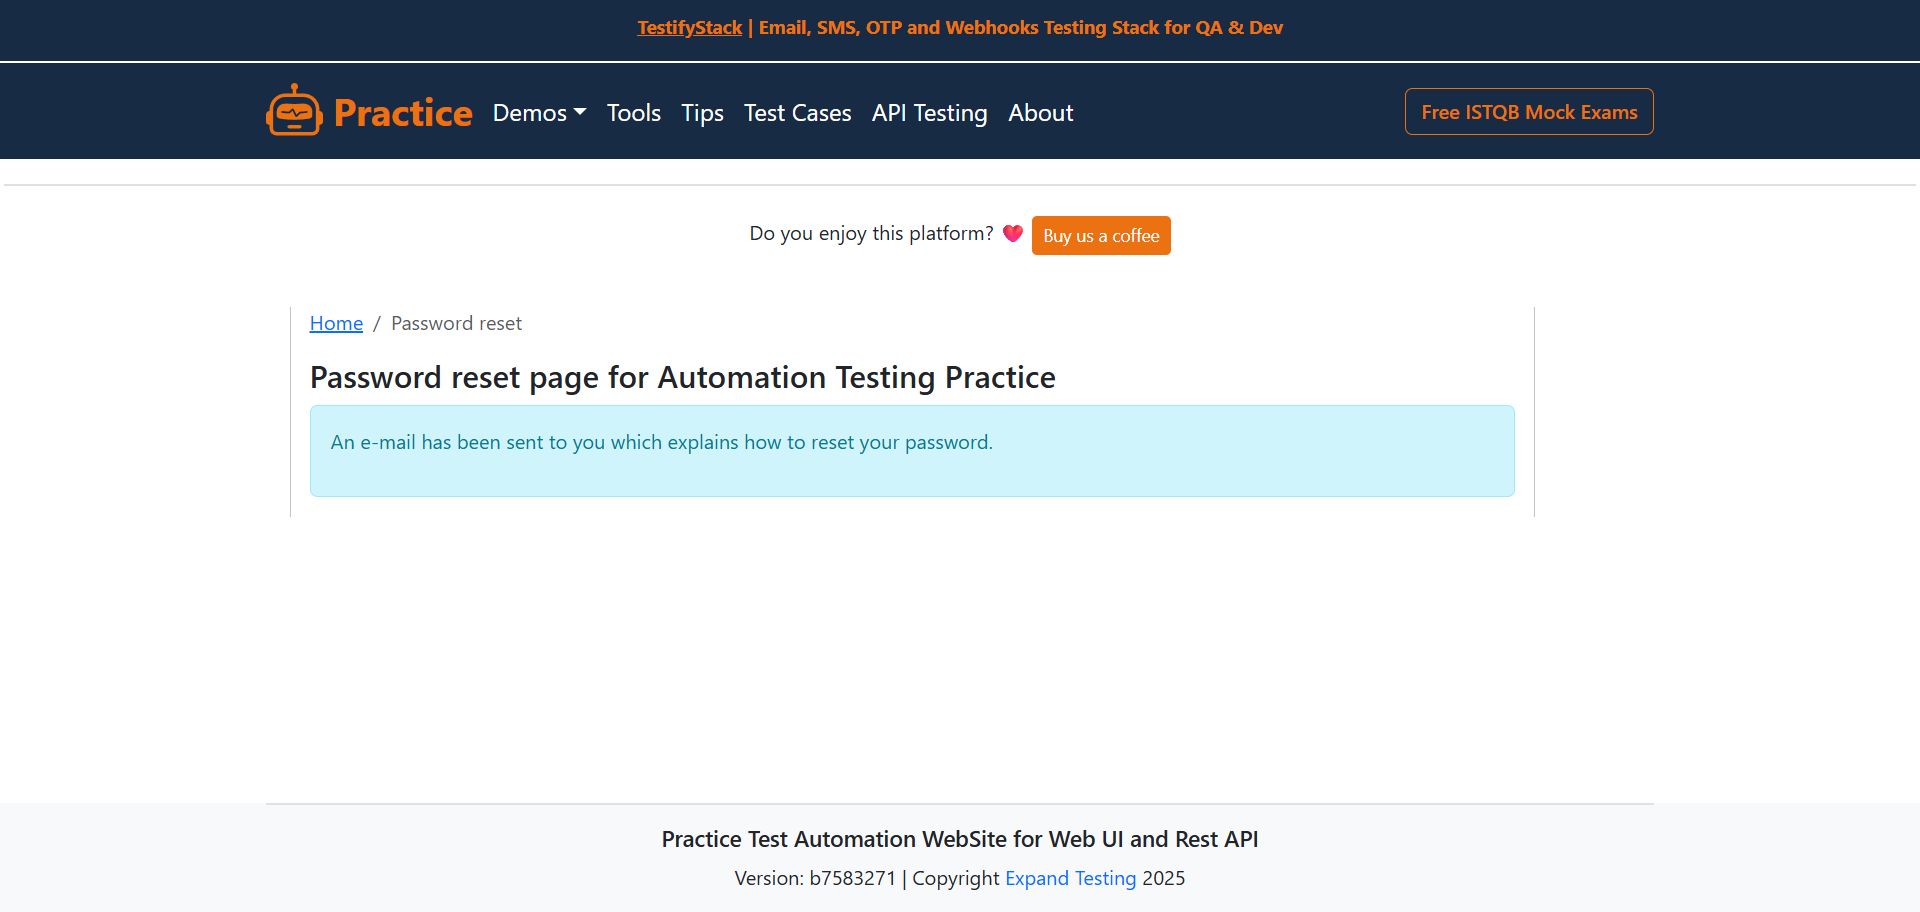 TestifyStack | Email, SMS, OTP and Webhooks Testing Stack for QA & Dev
Practice Demos Tools Tips Test Cases API Testing About Free ISTQB Mock Exams
Do you enjoy this platform? Buy us a coffee
Home / Password reset
Password reset page for Automation Testing Practice
An e-mail has been sent to you which explains how to reset your password.
Practice Test Automation WebSite for Web UI and Rest API
Version: b7583271 | Copyright Expand Testing 2025